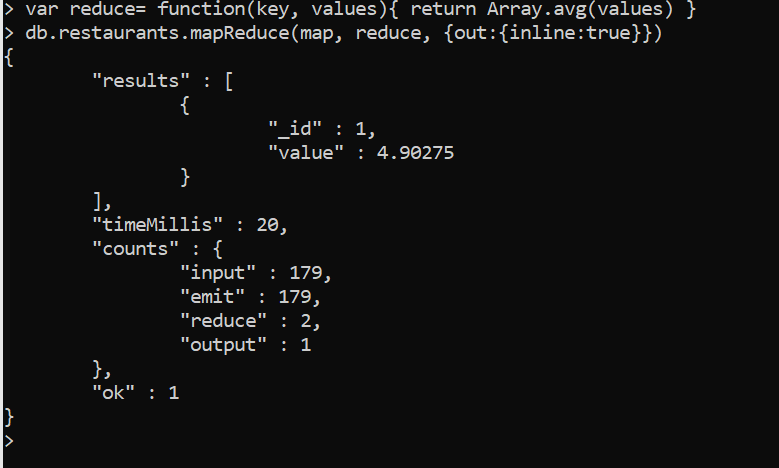 > var reduce= function(key, values){ return Array.avg(values) }
> db.restaurants.mapReduce(map, reduce, {out:{inline:true}})
{
        "results" : [
                {
                        "_id" : 1,
                        "value" : 4.90275
                }
        ],
        "timeMillis" : 20,
        "counts" : {
                "input" : 179,
                "emit" : 179,
                "reduce" : 2,
                "output" : 1
        },
        "ok" : 1
}
>